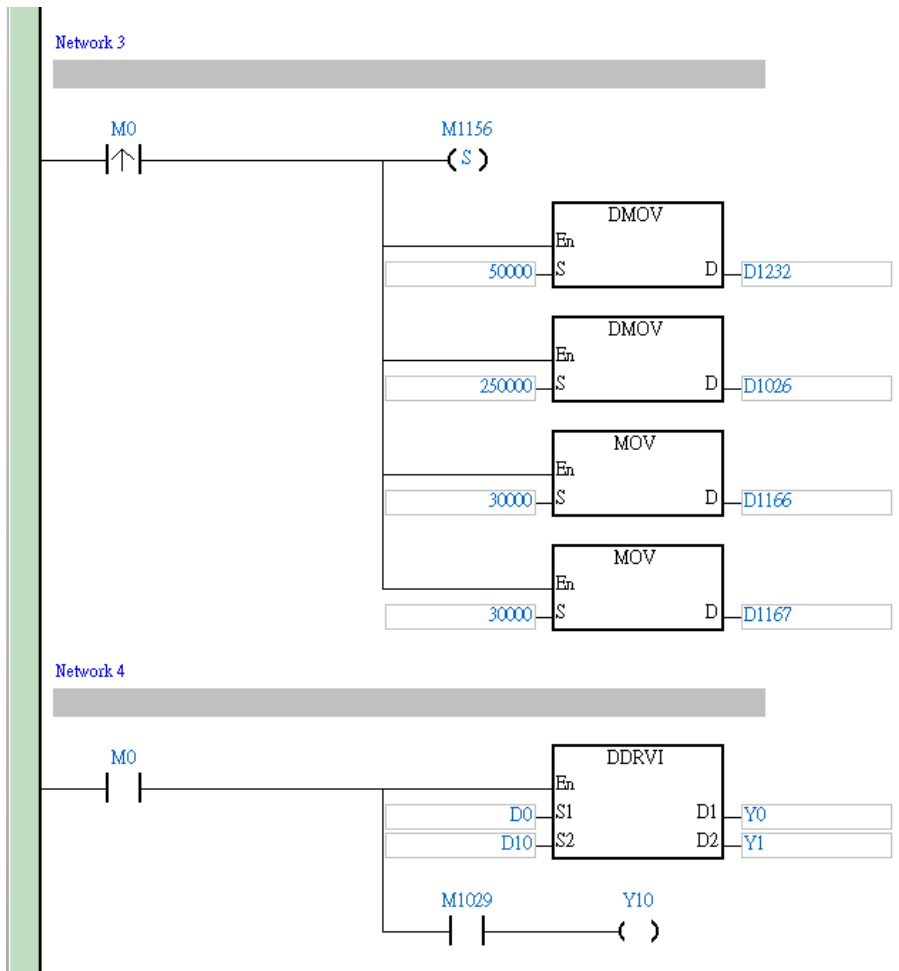 Network 3
M0 M1156
S
DMOV
En
50000 S D D1232
DMOV
En
250000 S D D1026
MOV
En
30000 S D D1166
MOV
En
30000 S D D1167
Network 4
M0 DDRVI
En
D0 S1 D1 Y0
D10 S2 D2 Y1
M1029 Y10